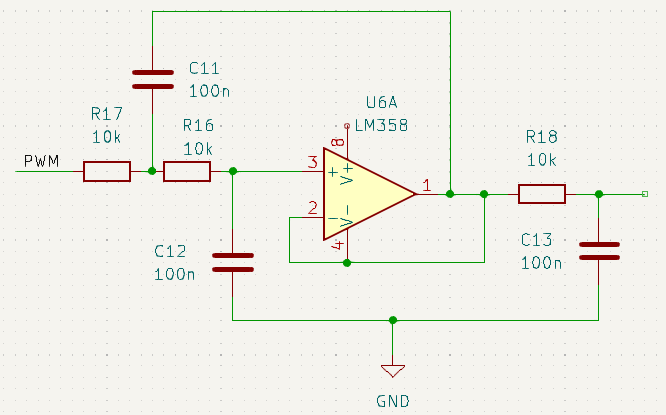 C11
100n
R17
10k
R16
10k
U6A
LM358
R18
10k
PWM
8
3
+
V+
1
2
-
V-
4
C12
100n
C13
100n
GND